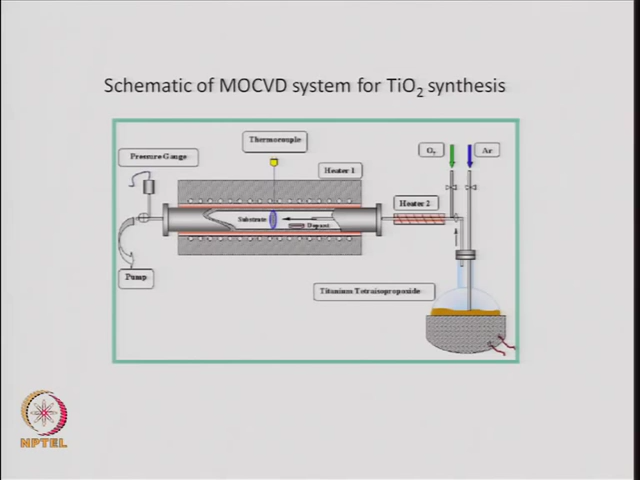 Schematic of MOCVD system for TiO₂ synthesis
Thermocouple
O₂
Ar
Pressure Gauge
Heater 1
Heater 2
Substrate
Dopant
Pump
Titanium Tetraisopropoxide
NPTEL